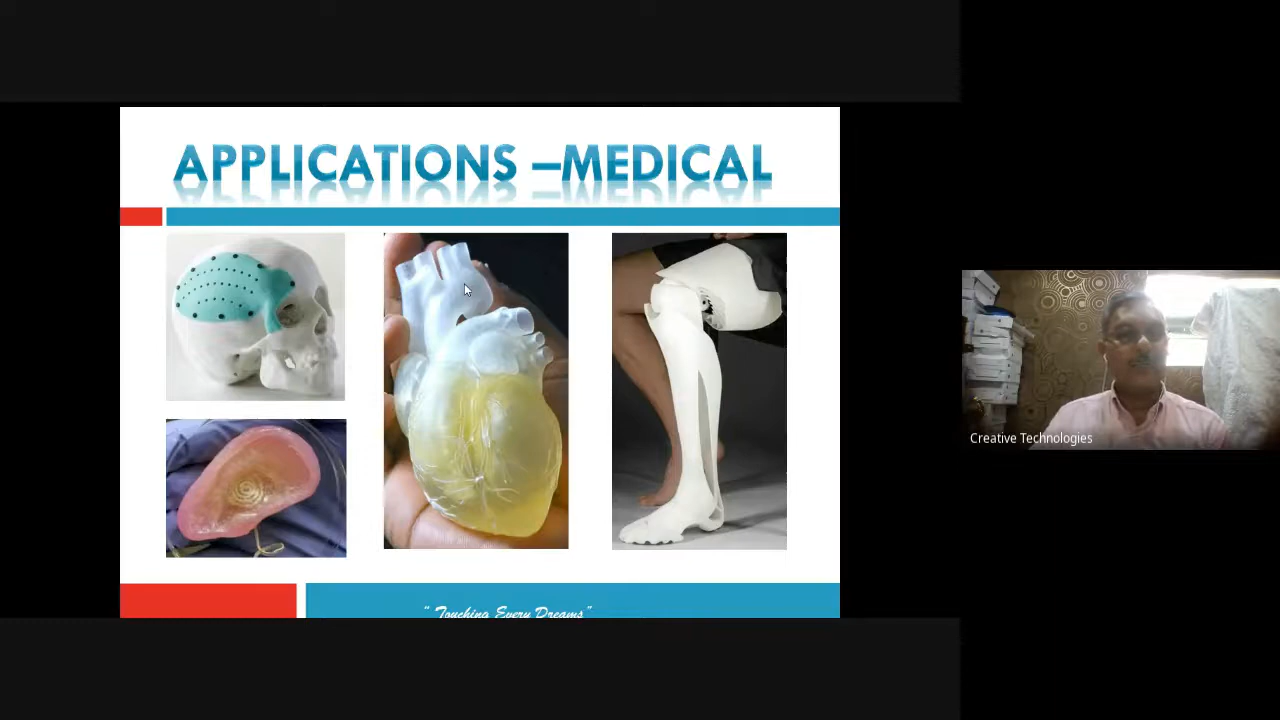 APPLICATIONS –MEDICAL
“ Touching Every Dreams”
Creative Technologies